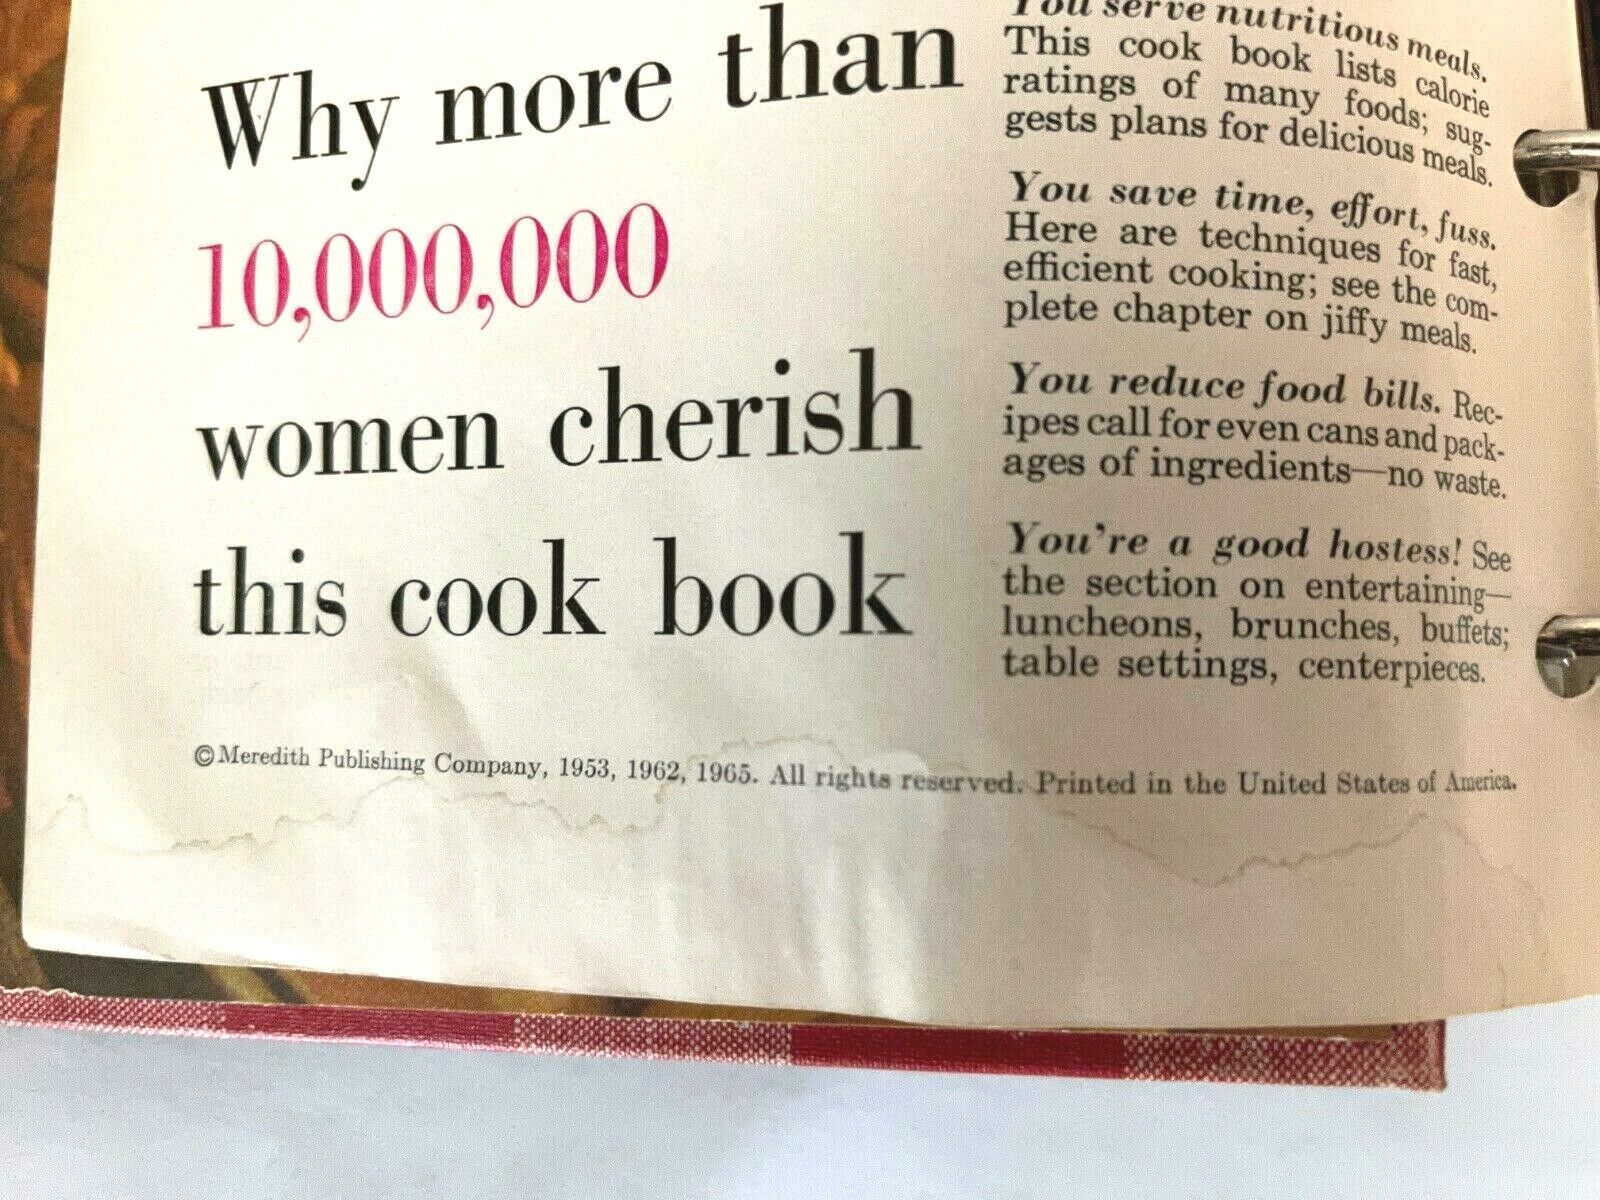 Why more than
10,000,000
women cherish
this cook book
You serve nutritious meals.
This cook book lists calorie
ratings of many foods; sug-
gests plans for delicious meals.
You save time, effort, fuss.
Here are techniques for fast,
efficient cooking; see the com-
plete chapter on jiffy meals.
You reduce food bills. Rec-
ipes call for even cans and pack-
ages of ingredients—no waste.
You're a good hostess! See
the section on entertaining—
luncheons, brunches, buffets;
table settings, centerpieces.
©Meredith Publishing Company, 1953, 1962, 1965. All rights reserved. Printed in the United States of America.